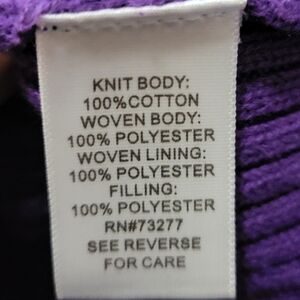 KNIT BODY:
100%COTTON
WOVEN BODY:
100% POLYESTER
WOVEN LINING:
100% POLYESTER
FILLING:
100% POLYESTER
RN#73277
SEE REVERSE
FOR CARE